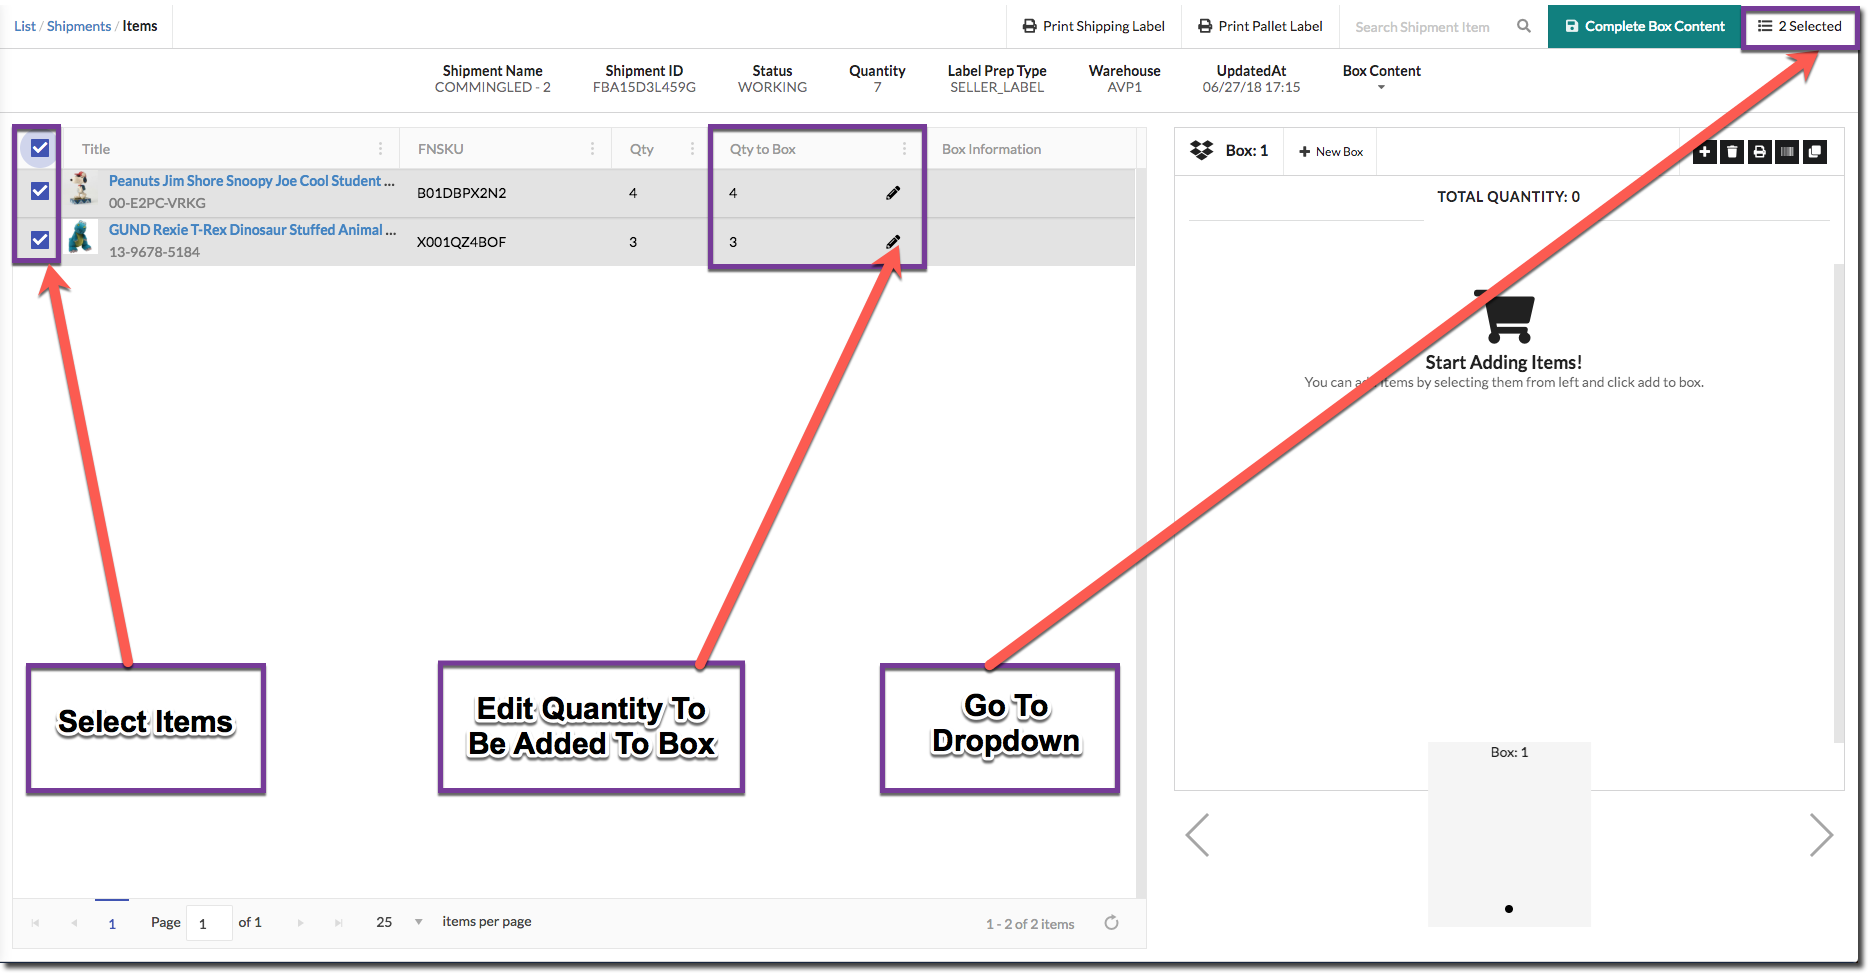 List / Shipments / Items
Print Shipping Label
Print Pallet Label
Search Shipment Item
Complete Box Content
2 Selected
Shipment Name
COMMINGLED - 2
Shipment ID
FBA15D3L459G
Status
WORKING
Quantity
7
Label Prep Type
SELLER_LABEL
Warehouse
AVP1
UpdatedAt
06/27/18 17:15
Box Content
Title
FNSKU
Qty
Qty to Box
Box Information
Peanuts Jim Shore Snoopy Joe Cool Student ...
00-E2PC-VRKG
B01DBPX2N2
4
4
GUND Rexie T-Rex Dinosaur Stuffed Animal ...
13-9678-5184
X001QZ4BOF
3
3
Box: 1
New Box
TOTAL QUANTITY: 0
Start Adding Items!
You can add items by selecting them from left and click add to box.
Select Items
Edit Quantity To
Be Added To Box
Go To
Dropdown
Box: 1
1
Page 1 of 1
25 items per page
1 - 2 of 2 items